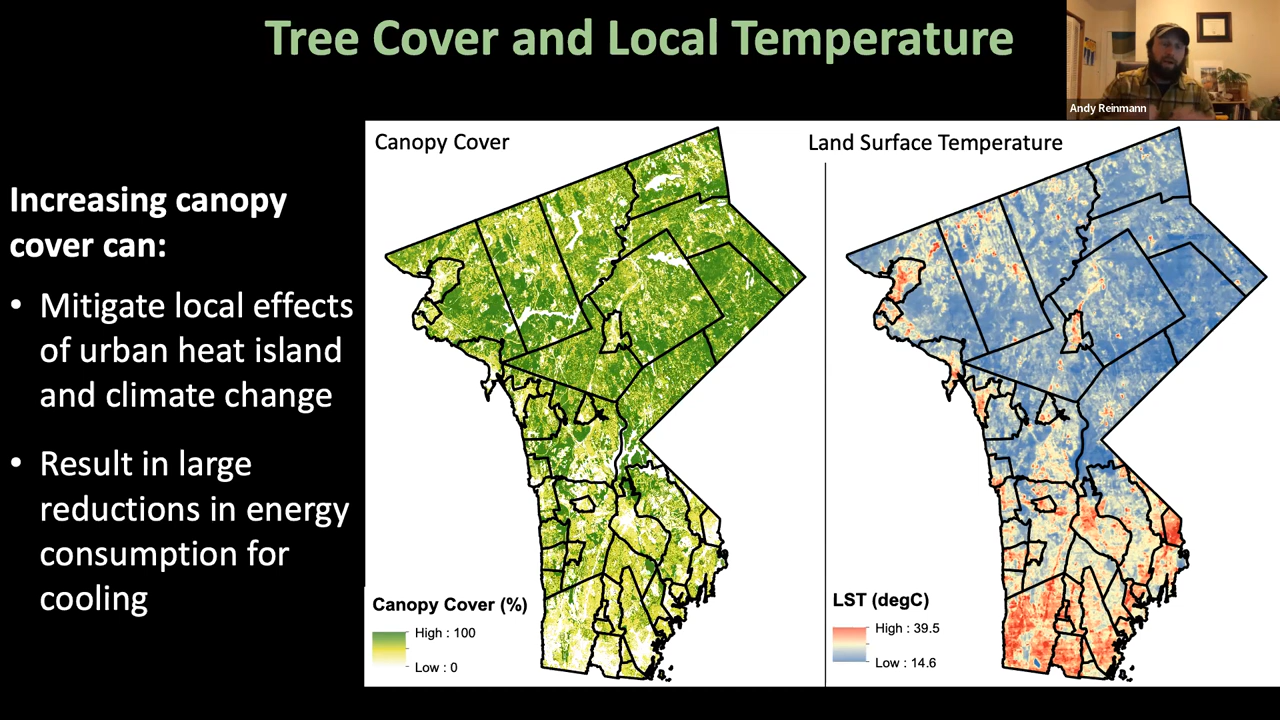 Tree Cover and Local Temperature
Andy Reinmann
Increasing canopy
cover can:
• Mitigate local effects
of urban heat island
and climate change
• Result in large
reductions in energy
consumption for
cooling
Canopy Cover
Canopy Cover (%)
High : 100
Low : 0
Land Surface Temperature
LST (degC)
High : 39.5
Low : 14.6